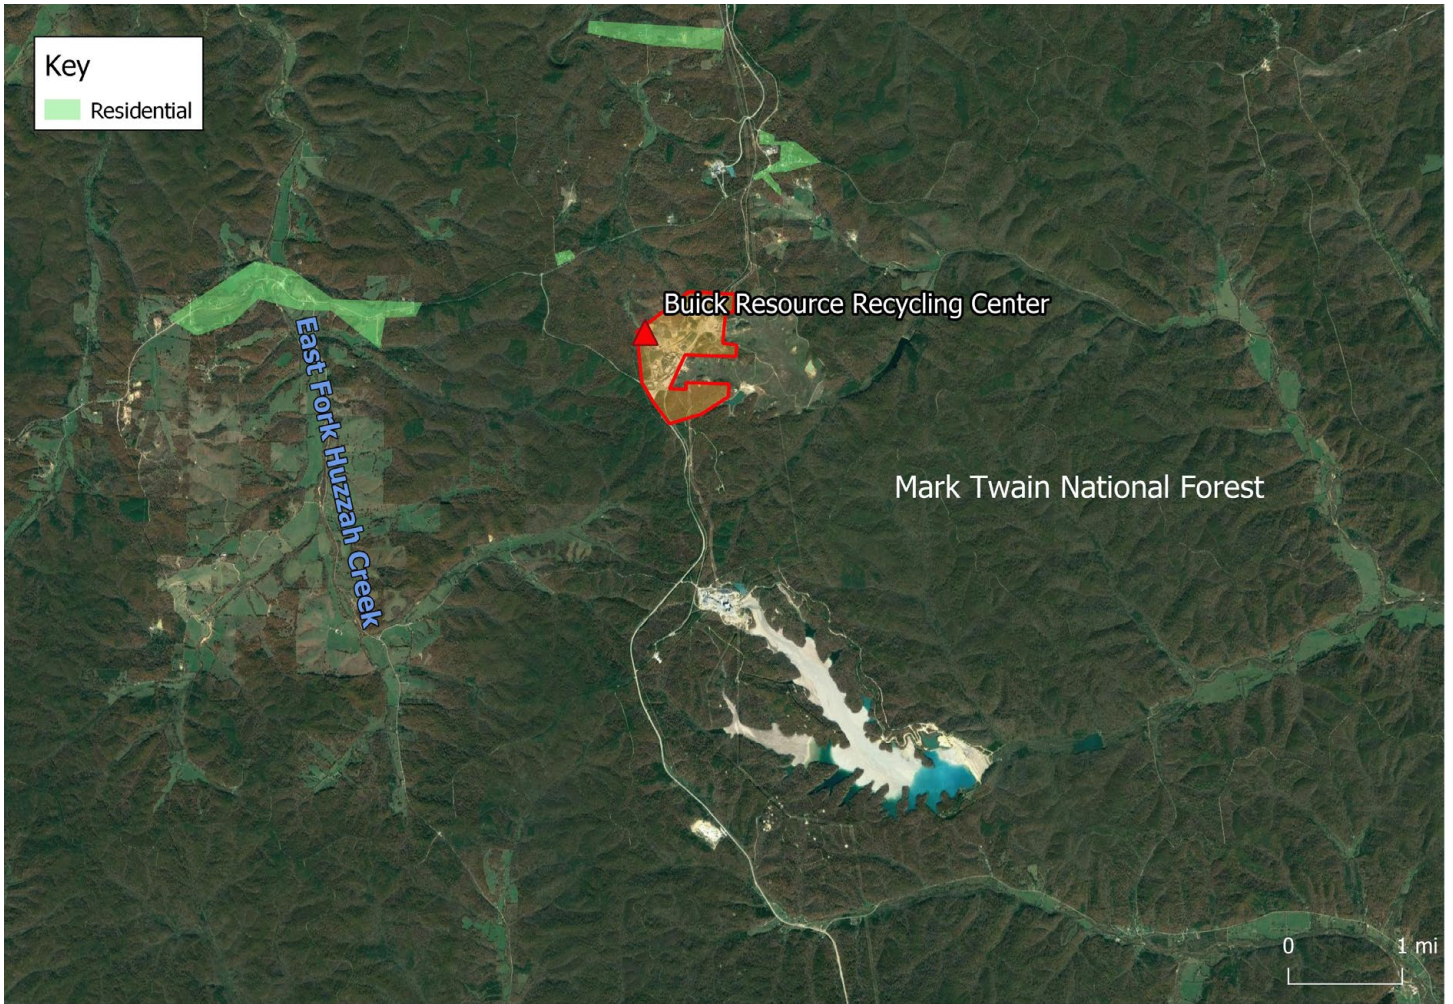 Key
Residential
Buick Resource Recycling Center
East Fork Huzzah Creek
Mark Twain National Forest
0 1 mi